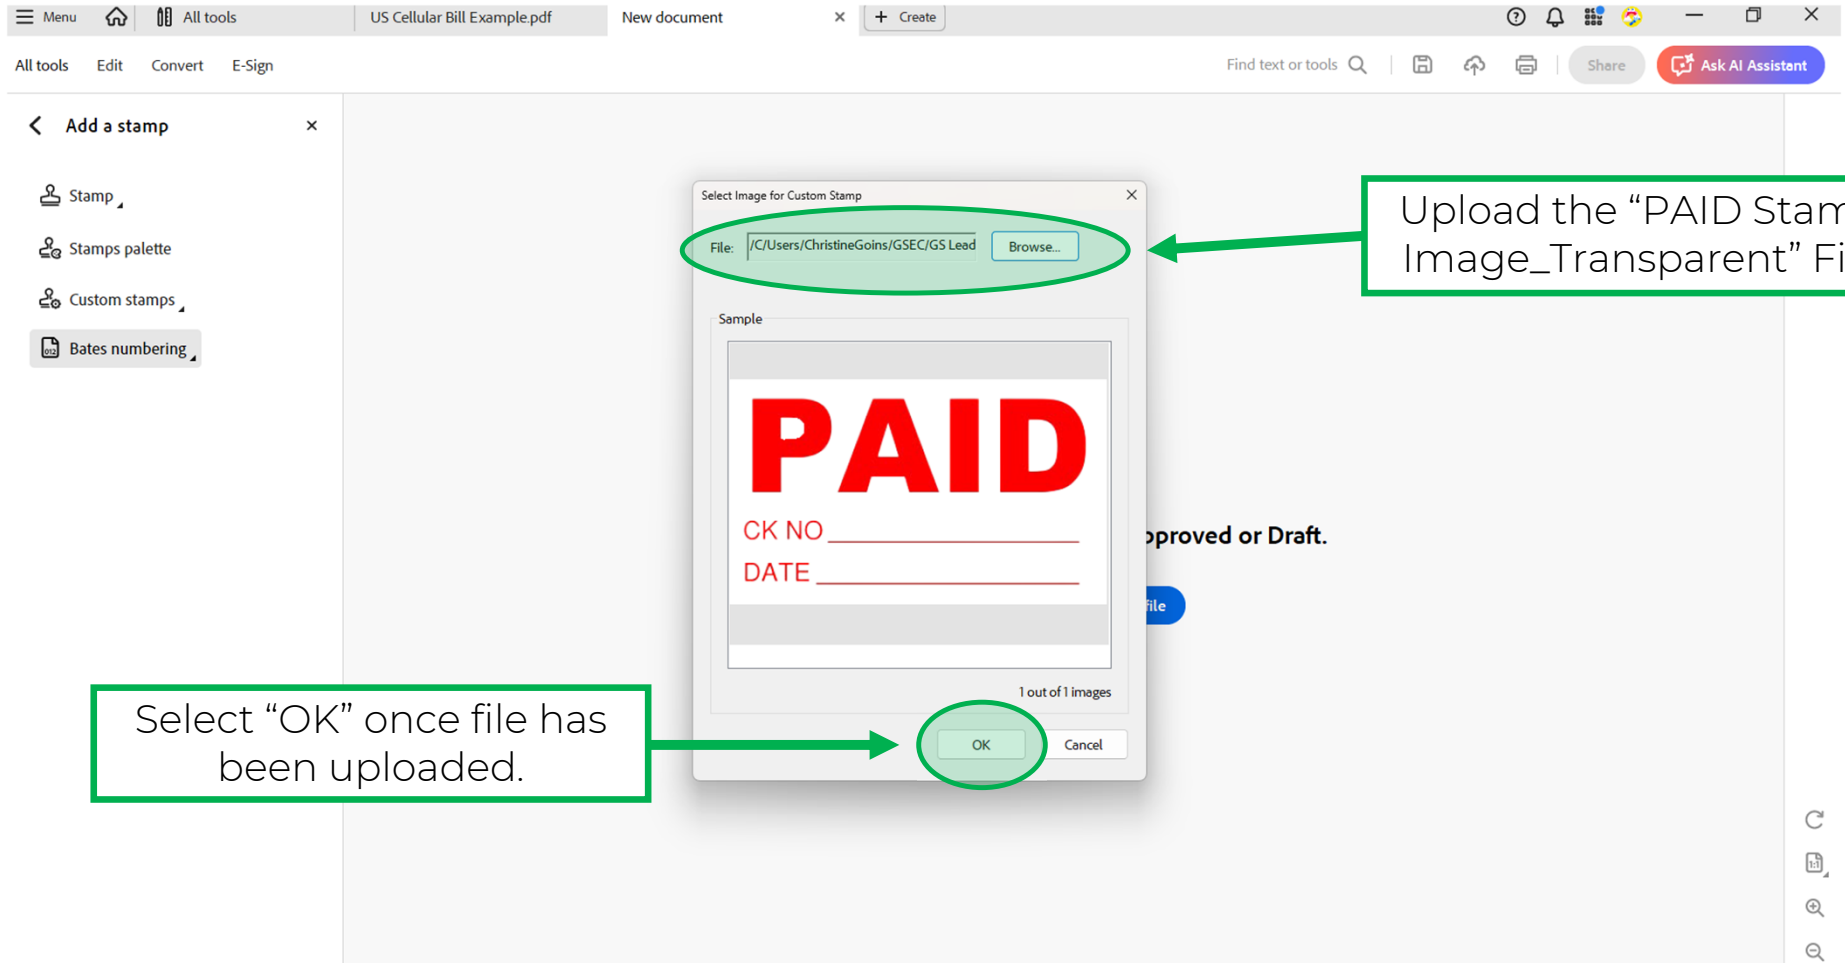 Menu
All tools
US Cellular Bill Example.pdf
New document
+ Create
All tools Edit Convert E-Sign
Find text or tools
Share
Ask AI Assistant
Add a stamp
Stamp
Stamps palette
Custom stamps
Bates numbering
Select Image for Custom Stamp
File: /C/Users/ChristineGoins/GSEC/GS Lead
Browse...
Upload the “PAID Stam
Image_Transparent” Fi
Sample
PAID
CK NO
DATE
pproved or Draft.
file
1 out of 1 images
OK
Cancel
Select “OK” once file has
been uploaded.